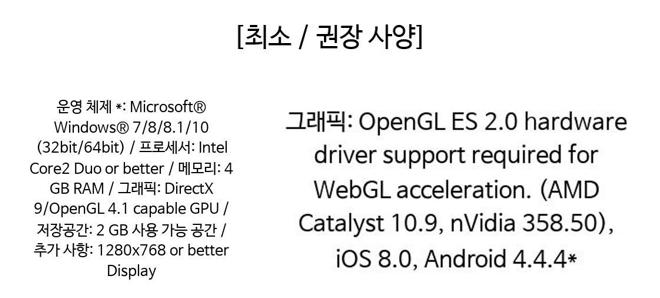 [최소 / 권장 사양]
운영 체제 *: Microsoft®
Windows® 7/8/8.1/10
(32bit/64bit) / 프로세서: Intel
Core2 Duo or better / 메모리: 4
GB RAM / 그래픽: DirectX
9/OpenGL 4.1 capable GPU /
저장공간: 2 GB 사용 가능 공간 /
추가 사항: 1280x768 or better
Display
그래픽: OpenGL ES 2.0 hardware
driver support required for
WebGL acceleration. (AMD
Catalyst 10.9, nVidia 358.50),
iOS 8.0, Android 4.4.4*